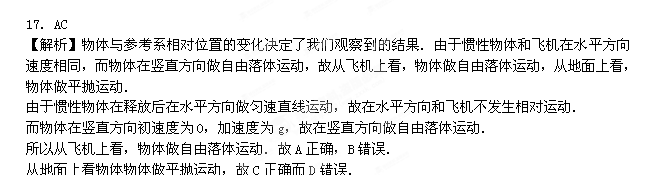 17. AC
【解析】物体与参考系相对位置的变化决定了我们观察到的结果．由于惯性物体和飞机在水平方向
速度相同，而物体在竖直方向做自由落体运动，故从飞机上看，物体做自由落体运动，从地面上看，
物体做平抛运动．
由于惯性物体在释放后在水平方向做匀速直线运动，故在水平方向和飞机不发生相对运动．
而物体在竖直方向初速度为0，加速度为 g，故在竖直方向做自由落体运动．
所以从飞机上看，物体做自由落体运动．故 A 正确，B 错误．
从地面上看物体物体做平抛运动，故 C 正确而 D 错误．